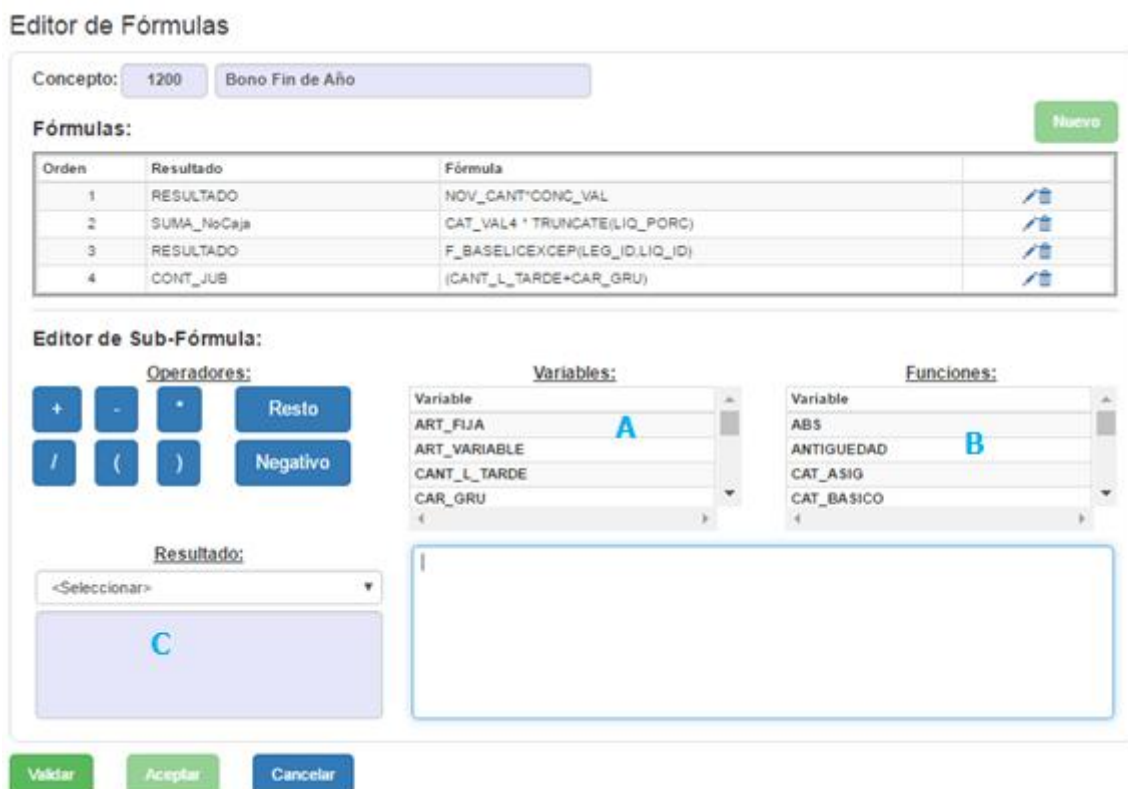 Editor de Fórmulas
Concepto: 1200 Bono Fin de Año
Nuevo
Fórmulas:
Orden Resultado Fórmula
1 RESULTADO NOV_CANT*CONC_VAL
2 SUMA_NoCaja CAT_VAL4 * TRUNCATE(LIQ_PORC)
3 RESULTADO F_BASELICEXCEP(LEG_ID,LIQ_ID)
4 CONT_JUB (CANT_L_TARDE+CAR_GRU)
Editor de Sub-Fórmula:
Operadores: Variables: Funciones:
+ - * Resto
/ ( ) Negativo
Variable
ART_FIJA
ART_VARIABLE
CANT_L_TARDE
CAR_GRU
A
Variable
ABS
ANTIGUEDAD
CAT_ASIG
CAT_BASICO
B
Resultado:
<Seleccionar>
C
Validar Aceptar Cancelar